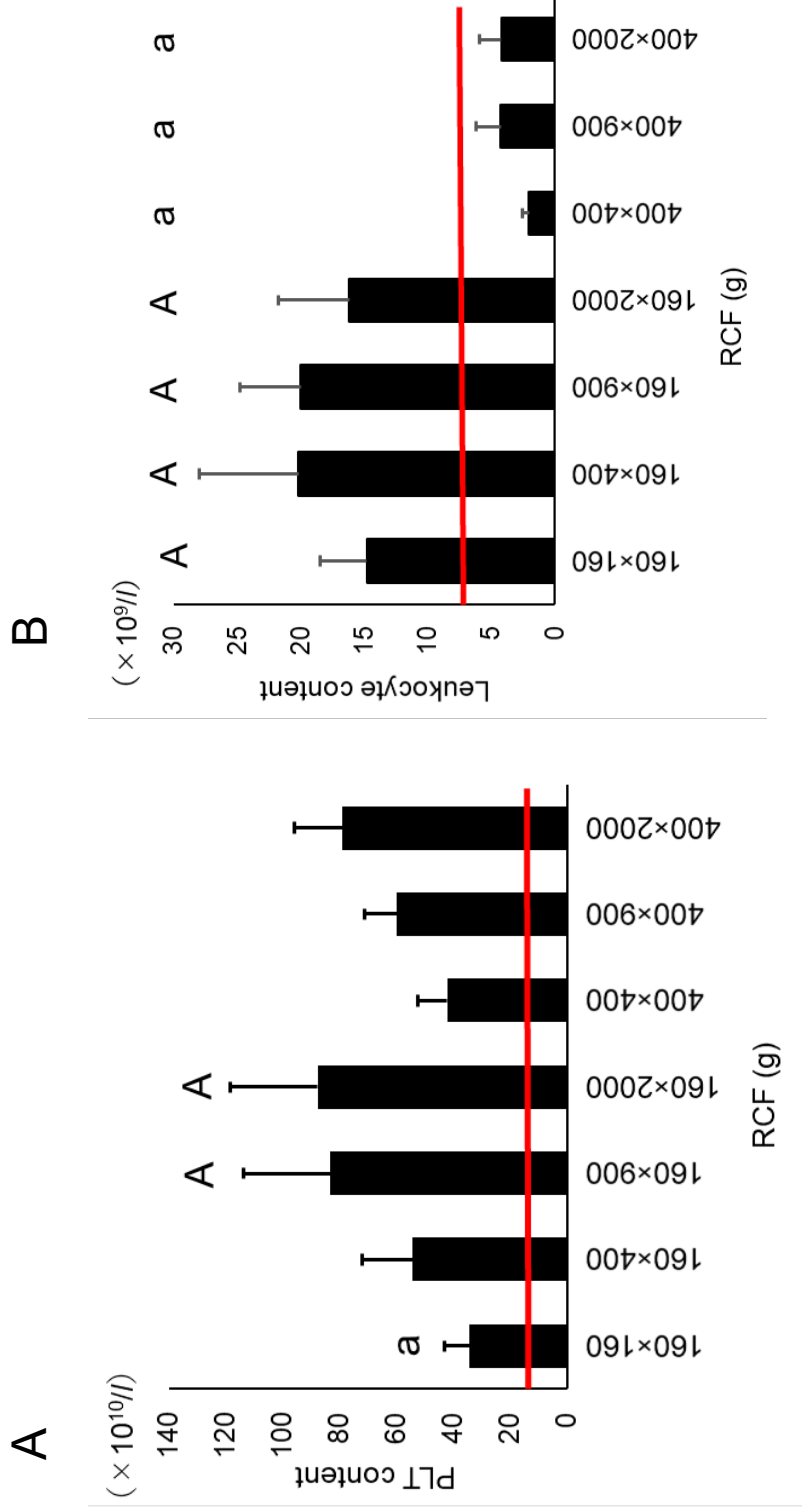 A
(×10¹⁰/l)
PLT content
140
120
100
80
60
40
20
0
a
A
A
160×160
160×400
160×900
160×2000
400×400
400×900
400×2000
RCF (g)
B
(×10⁹/l)
Leukocyte content
30
25
20
15
10
5
0
A
A
A
A
a
a
a
160×160
160×400
160×900
160×2000
400×400
400×900
400×2000
RCF (g)